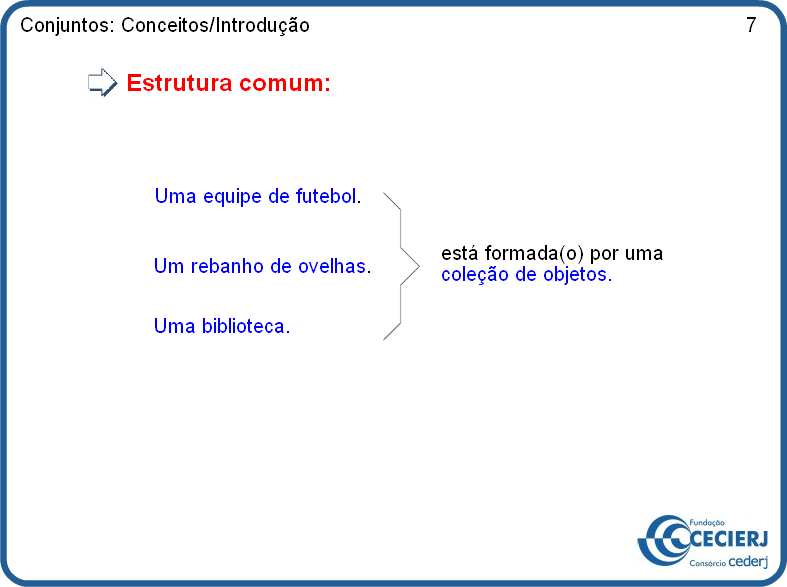 Conjuntos: Conceitos/Introdução
7
Estrutura comum:
Uma equipe de futebol.
Um rebanho de ovelhas.
Uma biblioteca.
está formada(o) por uma
coleção de objetos.
Fundação
CECIERJ
Consórcio cederj